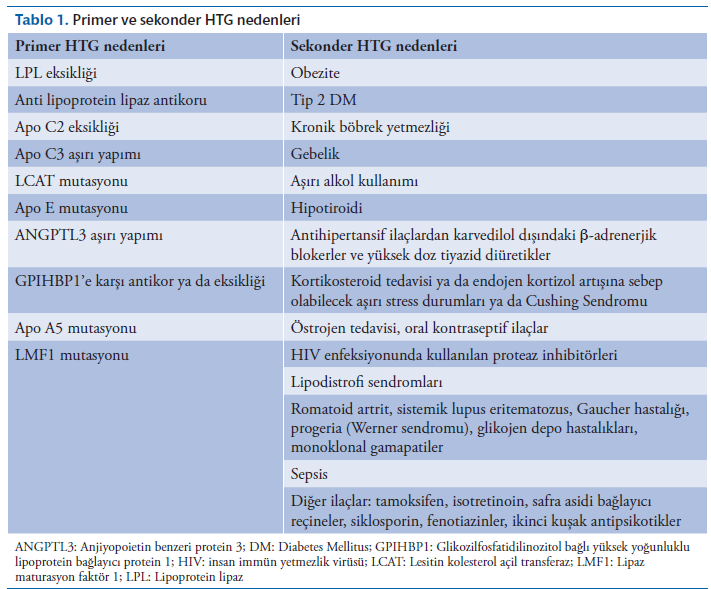 Tablo 1. Primer ve sekonder HTG nedenleri
Primer HTG nedenleri Sekonder HTG nedenleri
LPL eksikliği Obezite
Anti lipoprotein lipaz antikoru Tip 2 DM
Apo C2 eksikliği Kronik böbrek yetmezliği
Apo C3 aşırı yapımı Gebelik
LCAT mutasyonu Aşırı alkol kullanımı
Apo E mutasyonu Hipotiroidi
ANGPTL3 aşırı yapımı Antihipertansif ilaçlardan karvedilol dışındaki β-adrenerjik
blokerler ve yüksek doz tiyazid diüretikler
GPIHBP1’e karşı antikor ya da eksikliği Kortikosteroid tedavisi ya da endojen kortizol artışına sebep
olabilecek aşırı stress durumları ya da Cushing Sendromu
Apo A5 mutasyonu Östrojen tedavisi, oral kontraseptif ilaçlar
LMF1 mutasyonu HIV enfeksiyonunda kullanılan proteaz inhibitörleri
Lipodistrofi sendromları
Romatoid artrit, sistemik lupus eritematozus, Gaucher hastalığı,
progeria (Werner sendromu), glikojen depo hastalıkları,
monoklonal gamapatiler
Sepsis
Diğer ilaçlar: tamoksifen, isotretinoin, safra asidi bağlayıcı
reçineler, siklosporin, fenotiazinler, ikinci kuşak antipsikotikler
ANGPTL3: Anjiyopoietin benzeri protein 3; DM: Diabetes Mellitus; GPIHBP1: Glikozilfosfatidilinozitol bağlı yüksek yoğunluklu
lipoprotein bağlayıcı protein 1; HIV: insan immün yetmezlik virüsü; LCAT: Lesitin kolesterol açil transferaz; LMF1: Lipaz
maturasyon faktör 1; LPL: Lipoprotein lipaz